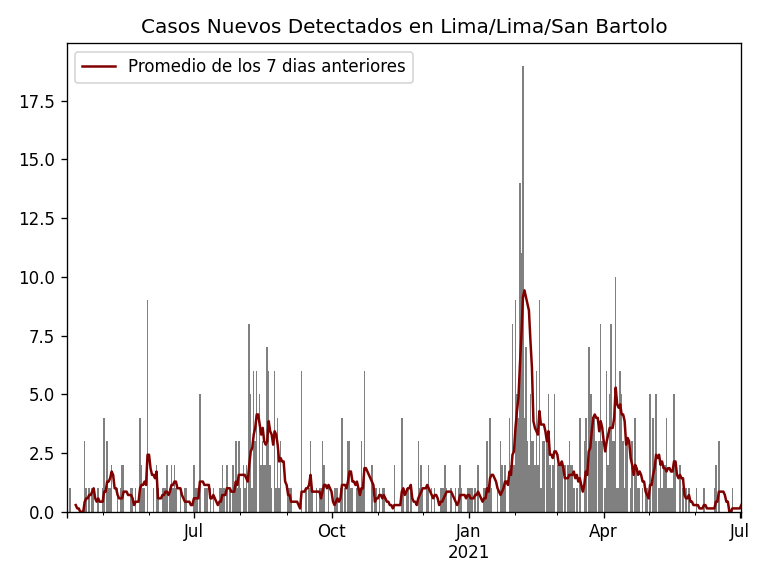 Casos Nuevos Detectados en Lima/Lima/San Bartolo
Promedio de los 7 dias anteriores
17.5
15.0
12.5
10.0
7.5
5.0
2.5
0.0
Jul
Oct
Jan
2021
Apr
Jul